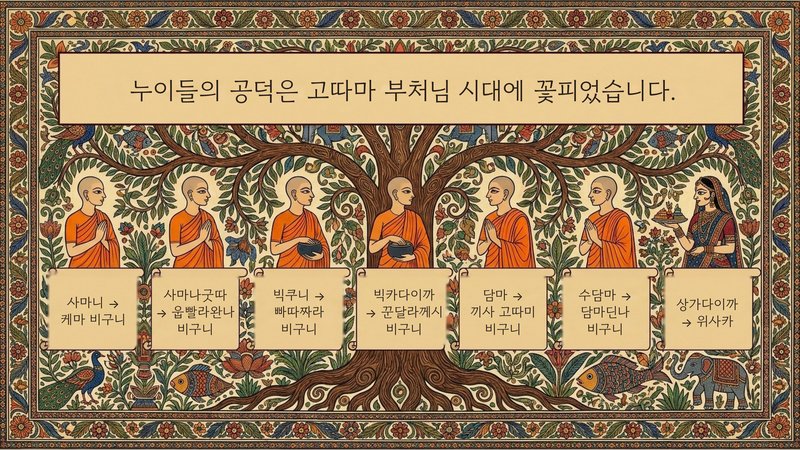 누이들의 공덕은 고따마 부처님 시대에 꽃피었습니다.
사마니 →
케마 비구니
사마나굿따
→ 웁빨라완나
비구니
빅쿠니 →
빠따짜라
비구니
빅카다이까
→ 꾼달라께시
비구니
담마 →
끼사 고따미
비구니
수담마 →
담마딘나
비구니
상가다이까
→ 위사카